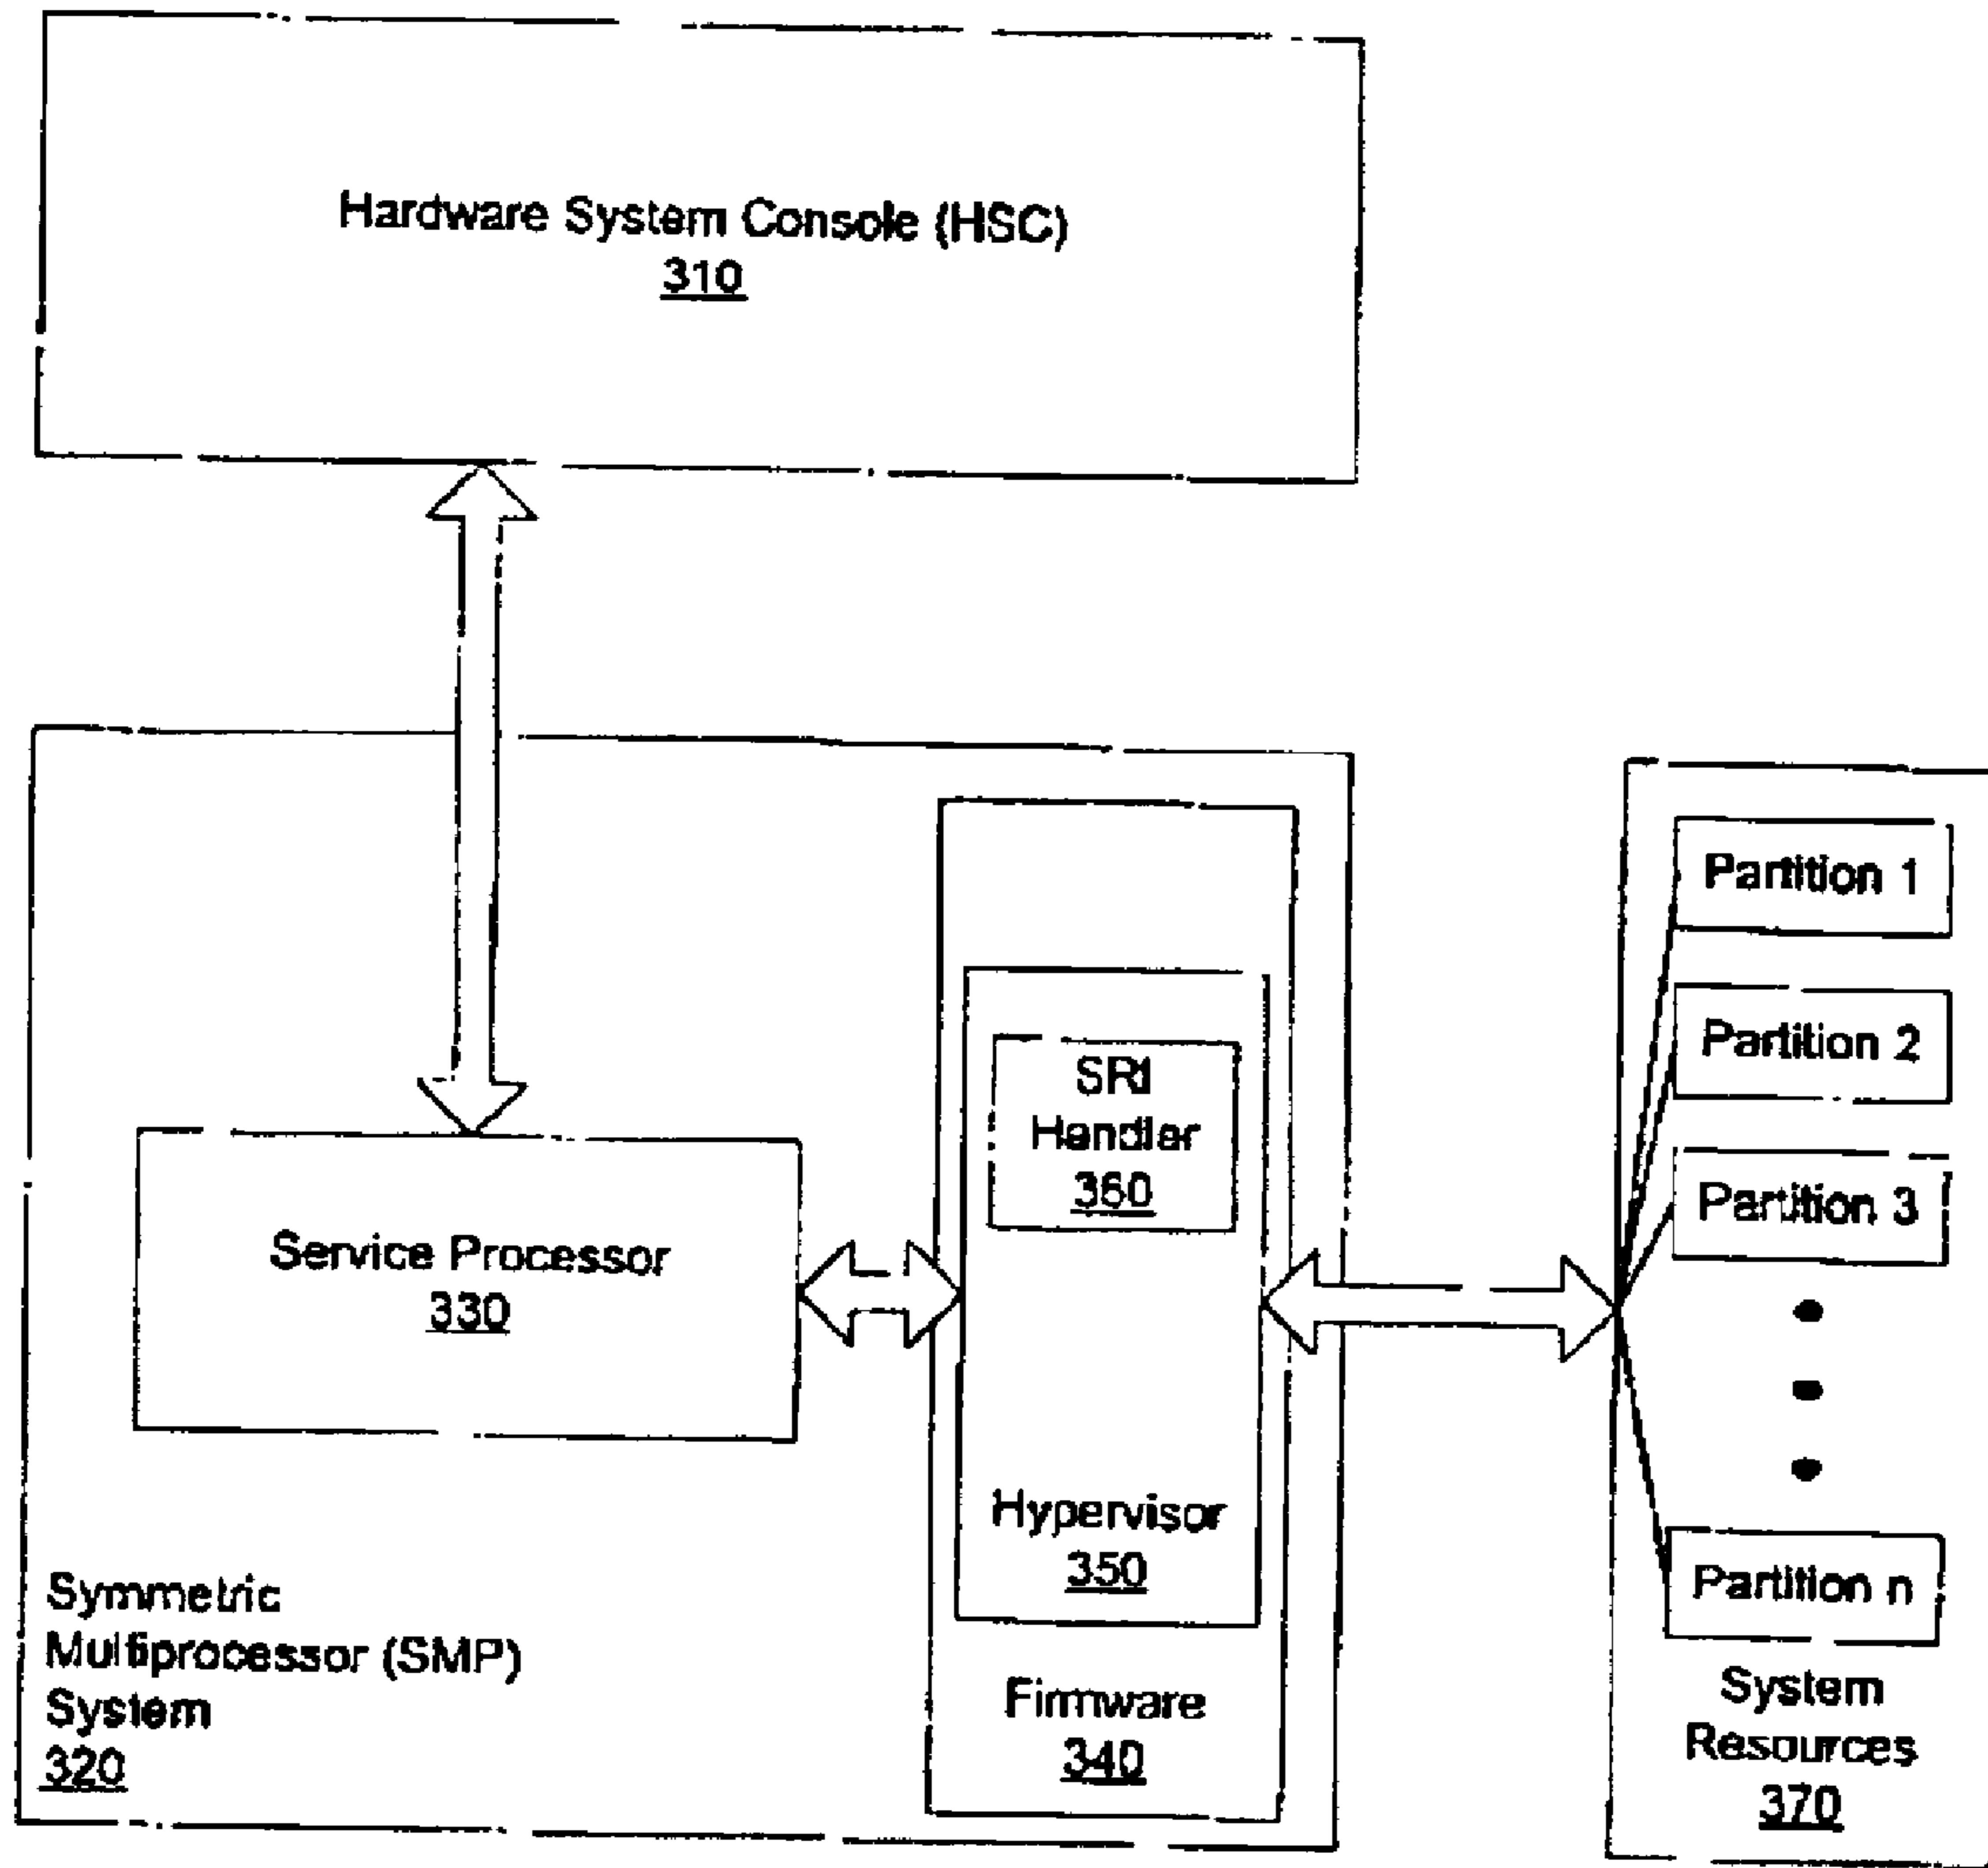 Hardware System Console (HSC)
310
Partition 1
Partition 2
SRI
Handler
360
Partition 3
Service Processor
330
Hypervisor
350
Partition n
Symmetric
Multiprocessor (SMP)
System
320
Firmware
340
System
Resources
370